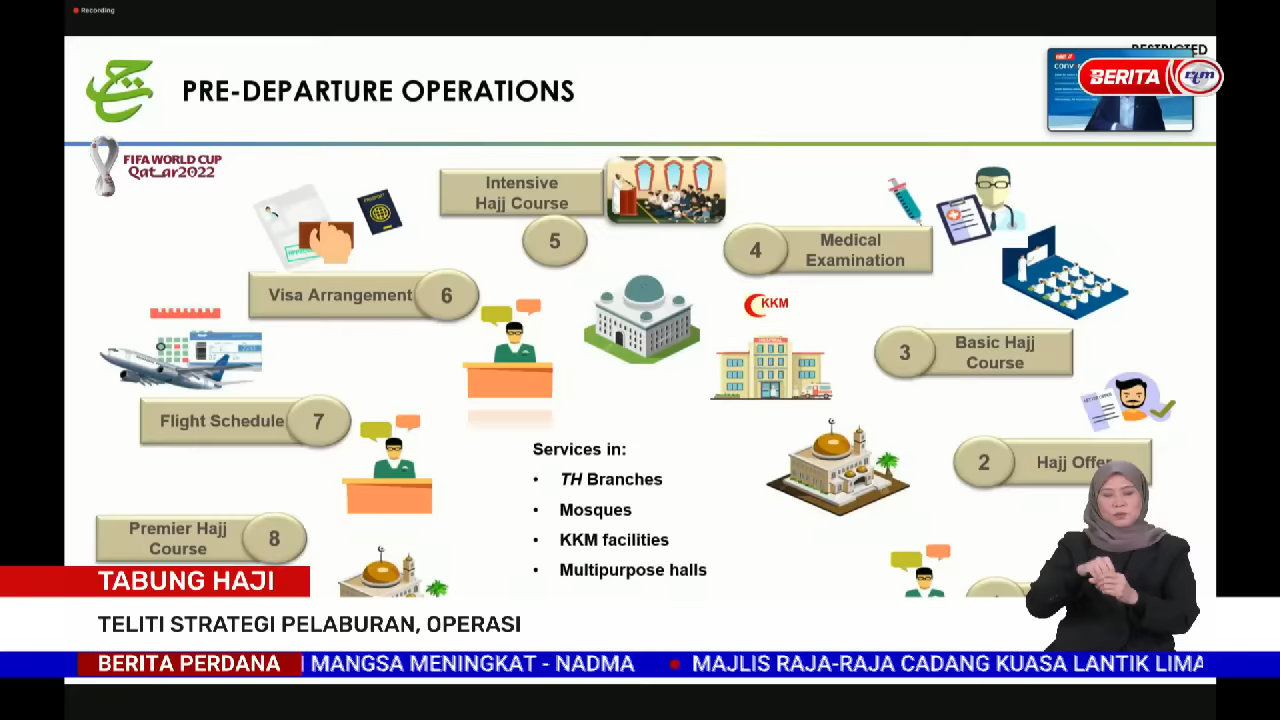 Recording
RESTRICTED
PRE-DEPARTURE OPERATIONS
BERITA rtm
FIFA WORLD CUP
Qatar2022
Intensive
Hajj Course
5
4
Medical
Examination
Visa Arrangement
6
KKM
3
Basic Hajj
Course
Flight Schedule
7
2
Hajj Offer
Services in:
• TH Branches
• Mosques
• KKM facilities
• Multipurpose halls
Premier Hajj
Course
8
TABUNG HAJI
TELITI STRATEGI PELABURAN, OPERASI
BERITA PERDANA
MANGSA MENINGKAT - NADMA • MAJLIS RAJA-RAJA CADANG KUASA LANTIK LIMA